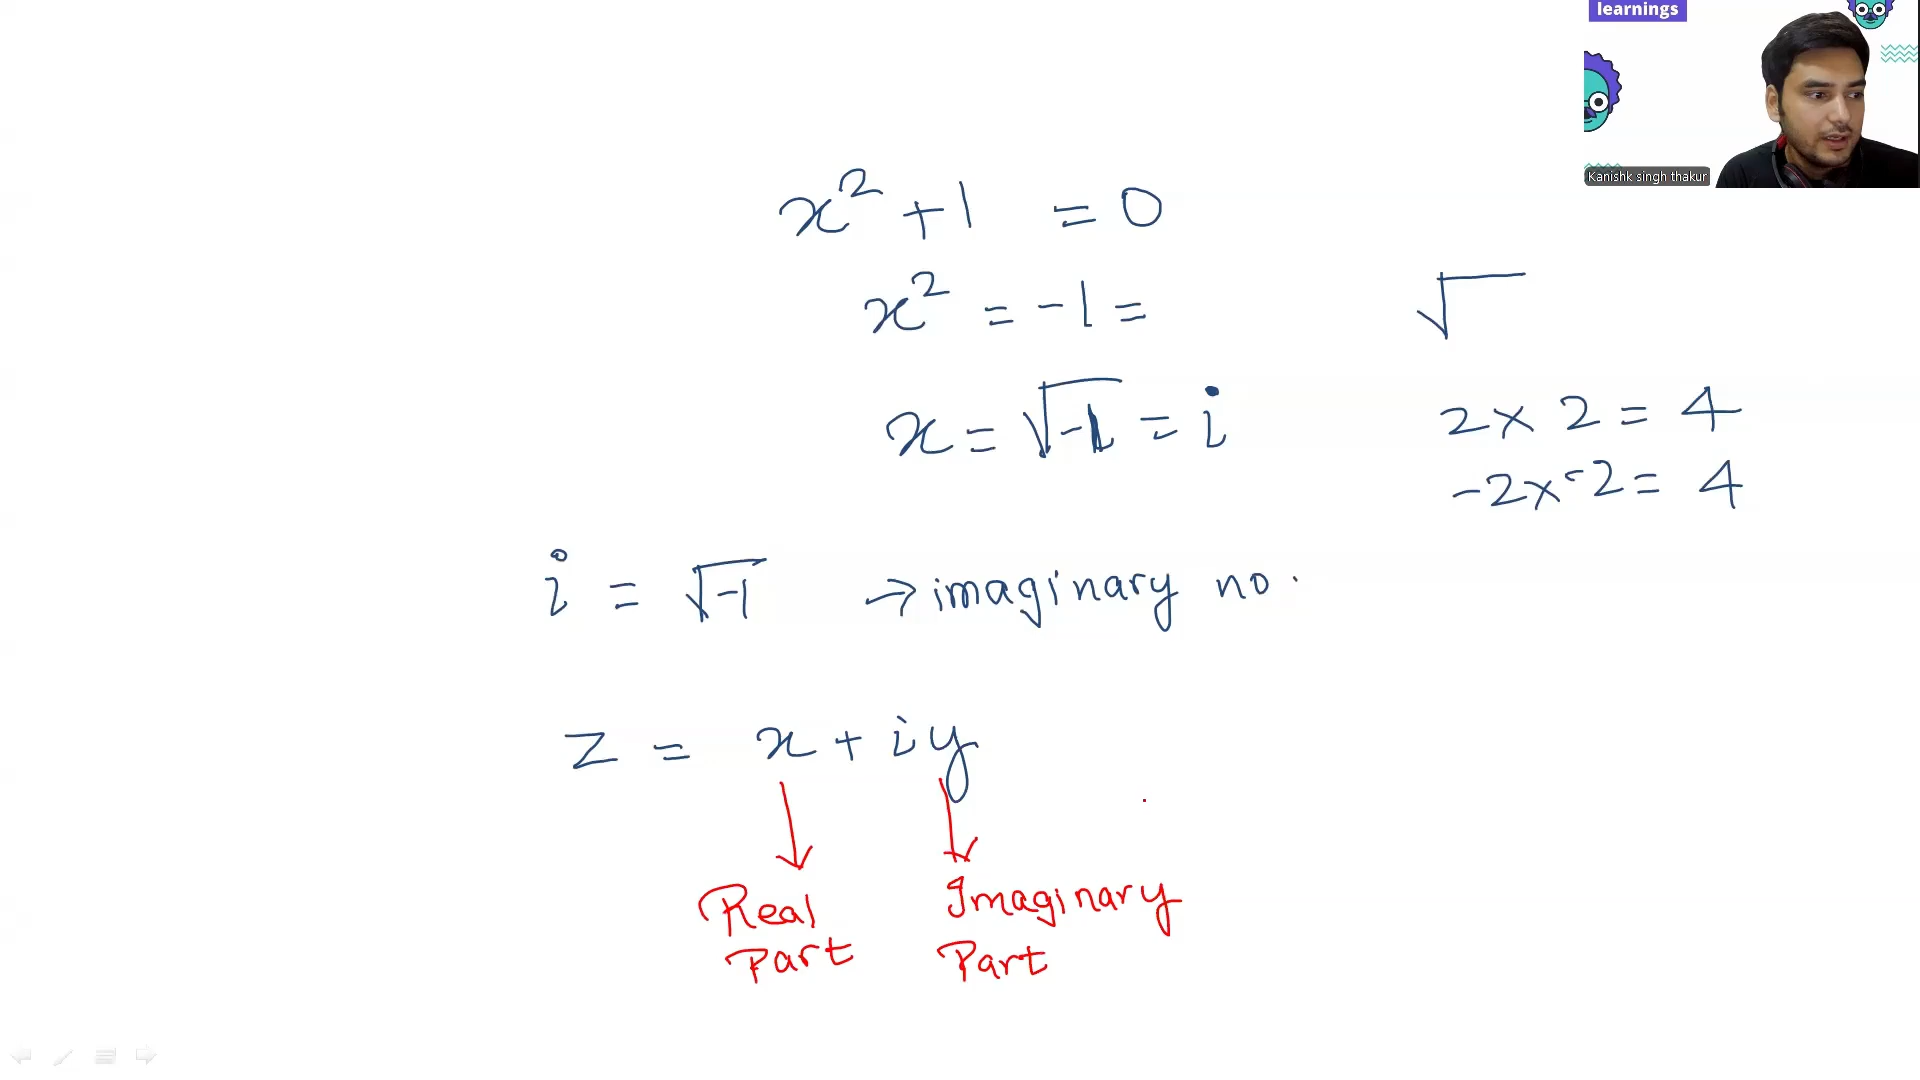 learnings
Kanishk singh thakur
x² + 1 = 0
x² = -1 =
√
x = √-1 = i
2 x 2 = 4
-2 x -2 = 4
i = √-1 → imaginary no.
z = x + iy
Real Part
Imaginary Part